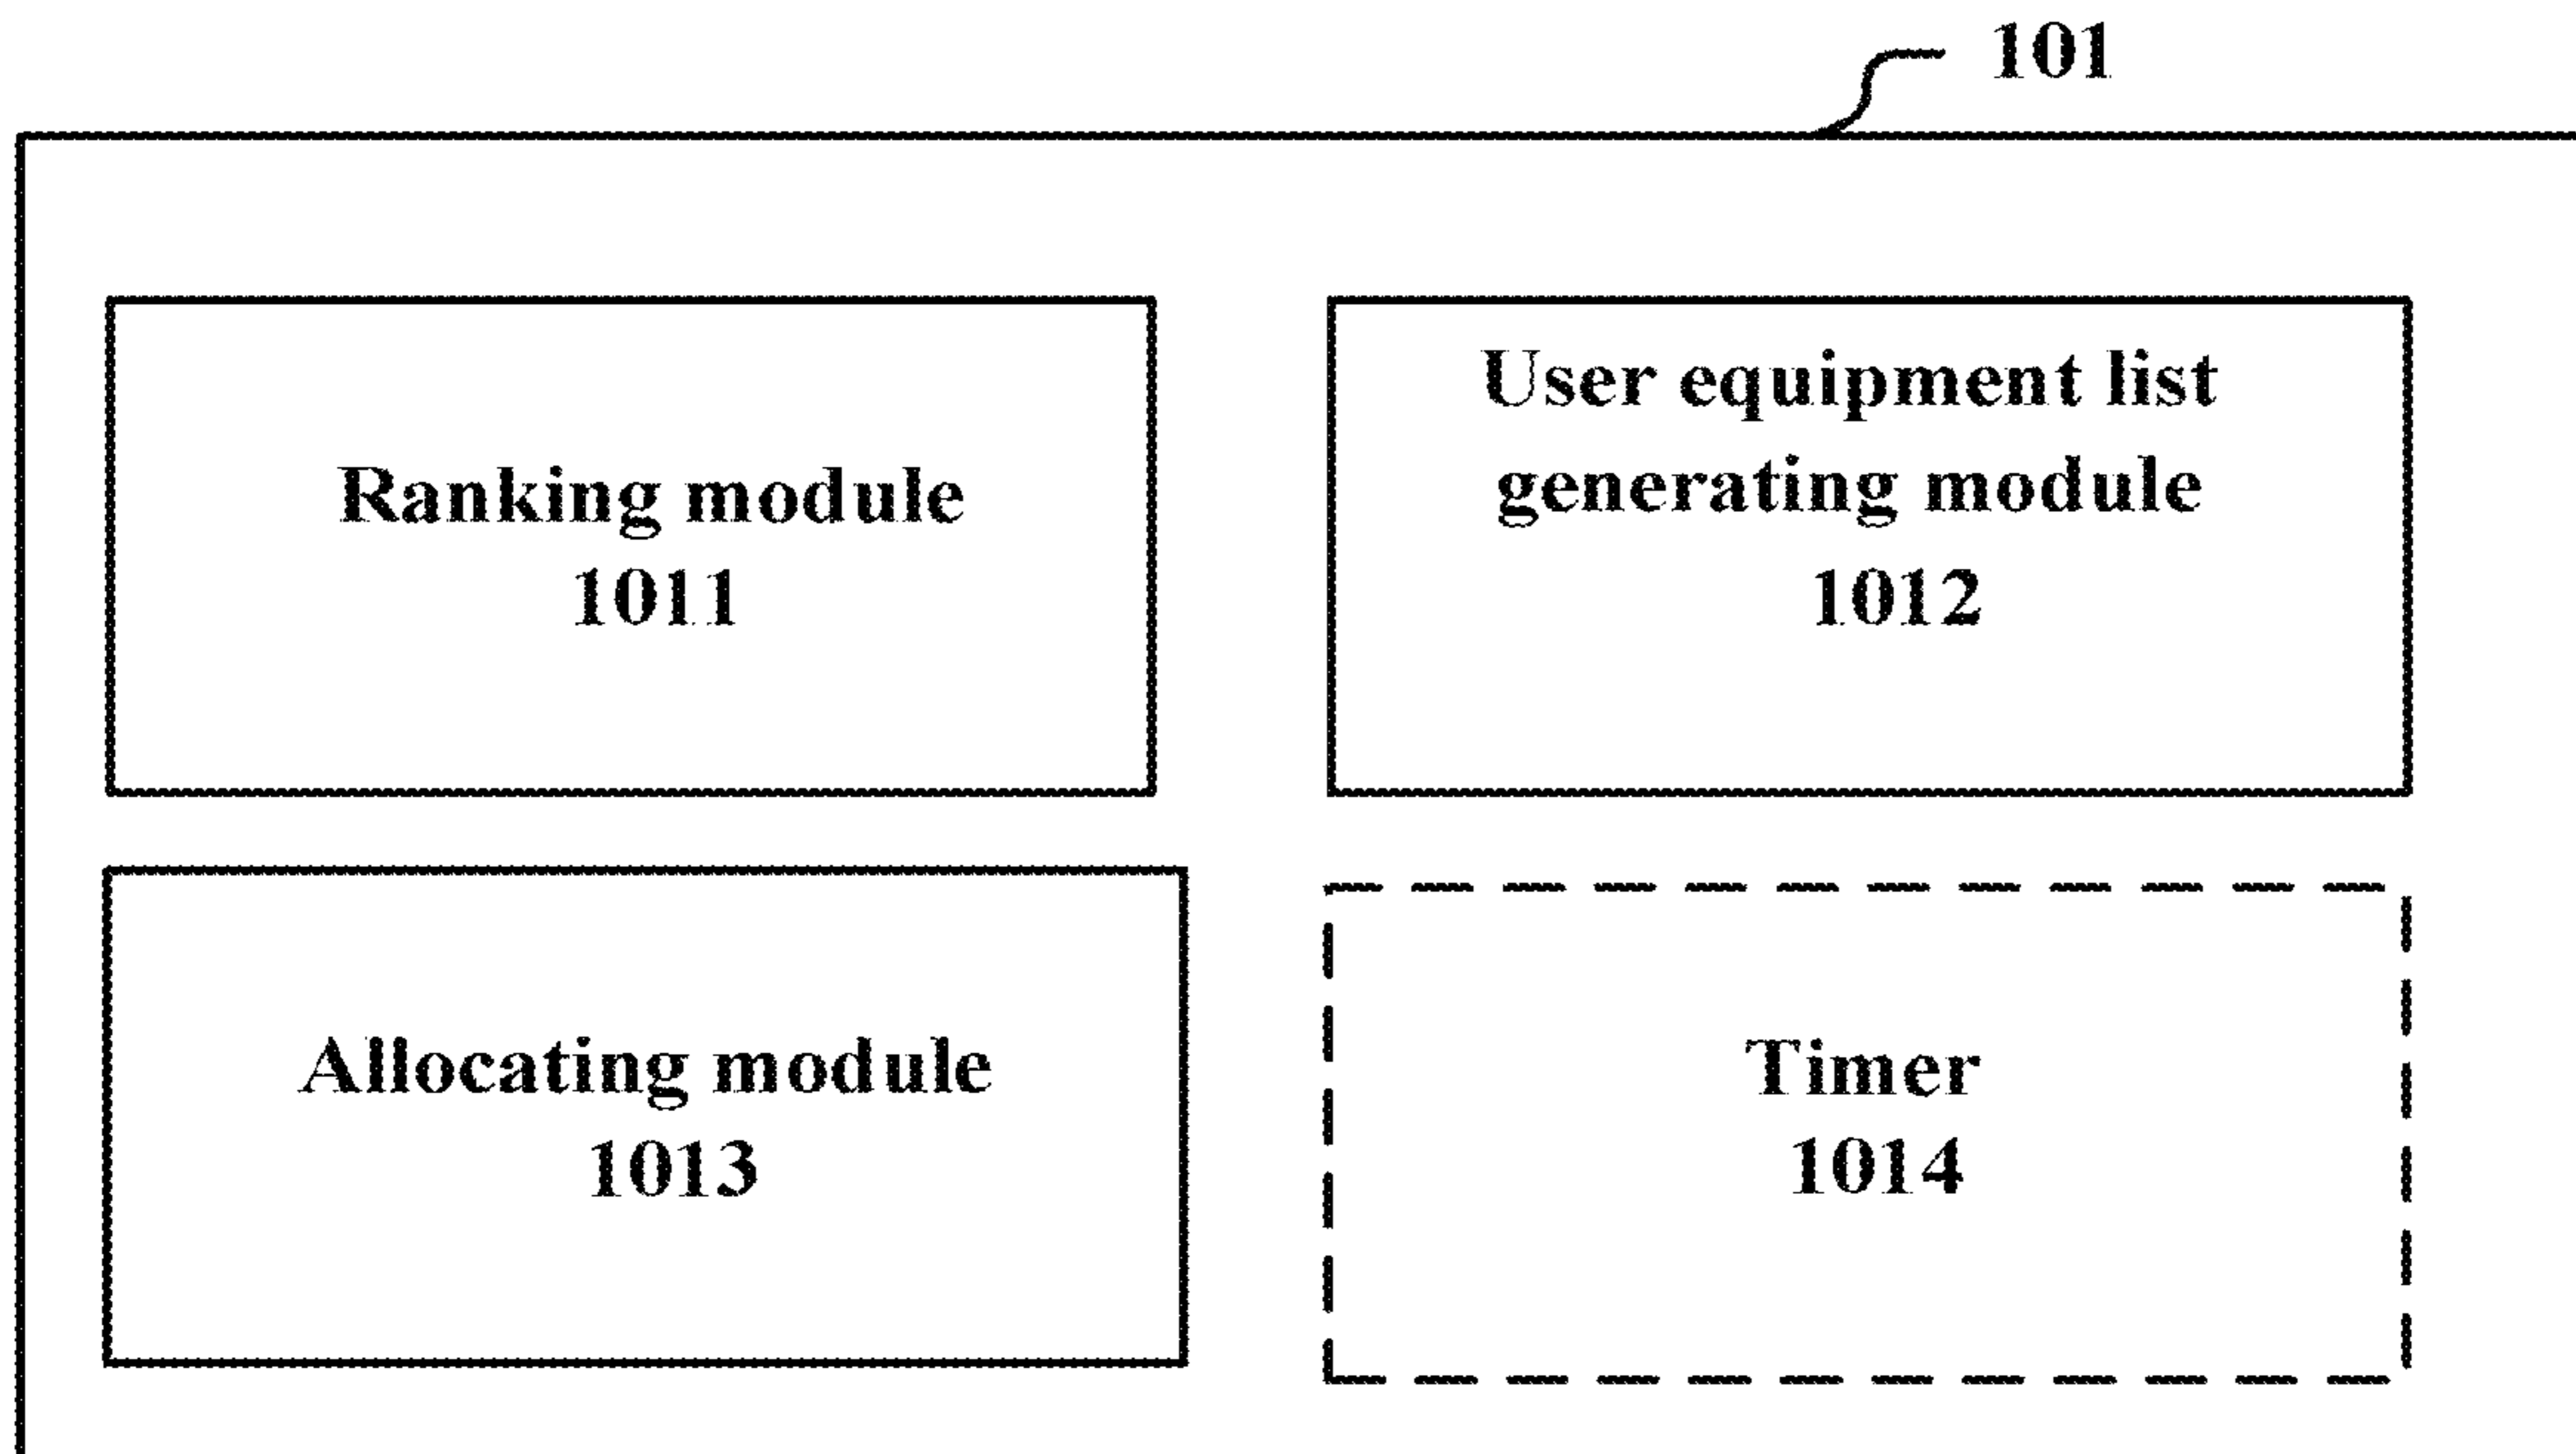 101
Ranking module
1011
User equipment list
generating module
1012
Allocating module
1013
Timer
1014